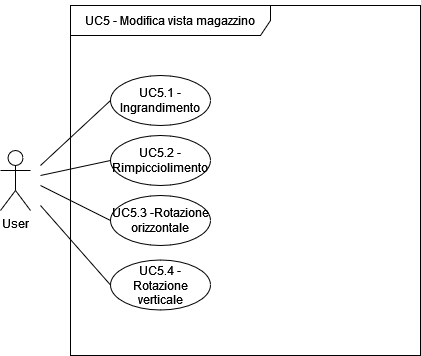 UC5 - Modifica vista magazzino
UC5.1 -
Ingrandimento
UC5.2 -
Rimpicciolimento
UC5.3 -Rotazione
orizzontale
User
UC5.4 -
Rotazione
verticale